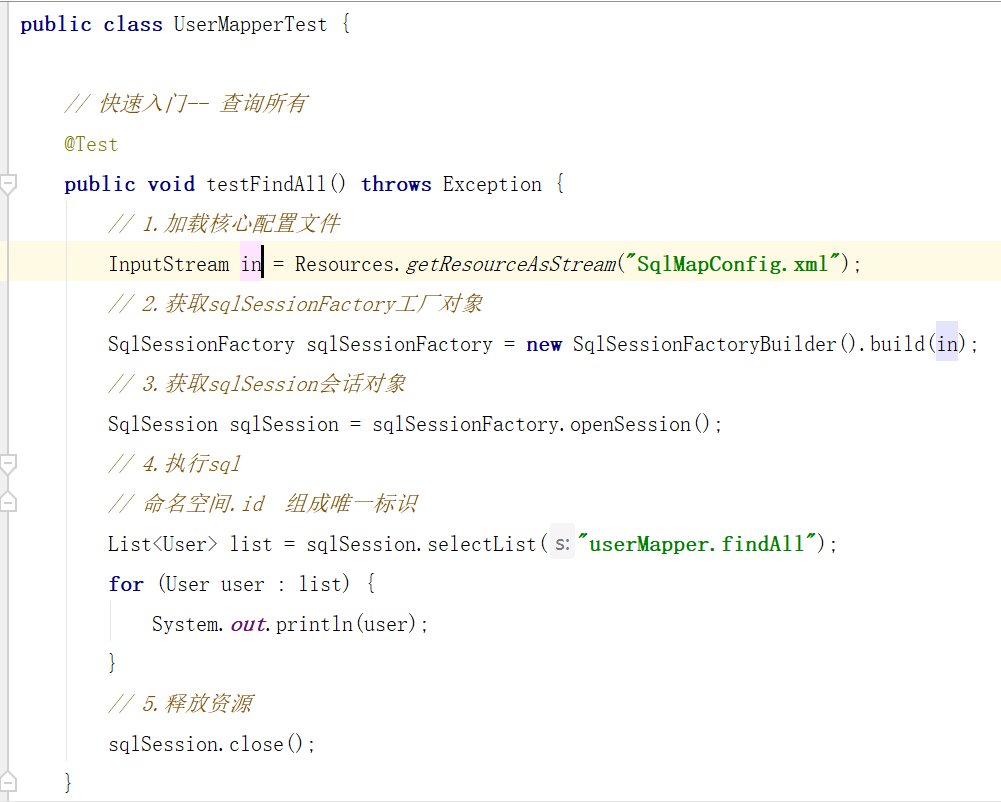 public class UserMapperTest {
// 快速入门-- 查询所有
@Test
public void testFindAll() throws Exception {
// 1.加载核心配置文件
InputStream in = Resources.getResourceAsStream("SqlMapConfig.xml");
// 2.获取sqlSessionFactory工厂对象
SqlSessionFactory sqlSessionFactory = new SqlSessionFactoryBuilder().build(in);
// 3.获取sqlSession会话对象
SqlSession sqlSession = sqlSessionFactory.openSession();
// 4.执行sql
// 命名空间.id  组成唯一标识
List<User> list = sqlSession.selectList( s: "userMapper.findAll");
for (User user : list) {
System.out.println(user);
}
// 5.释放资源
sqlSession.close();
}